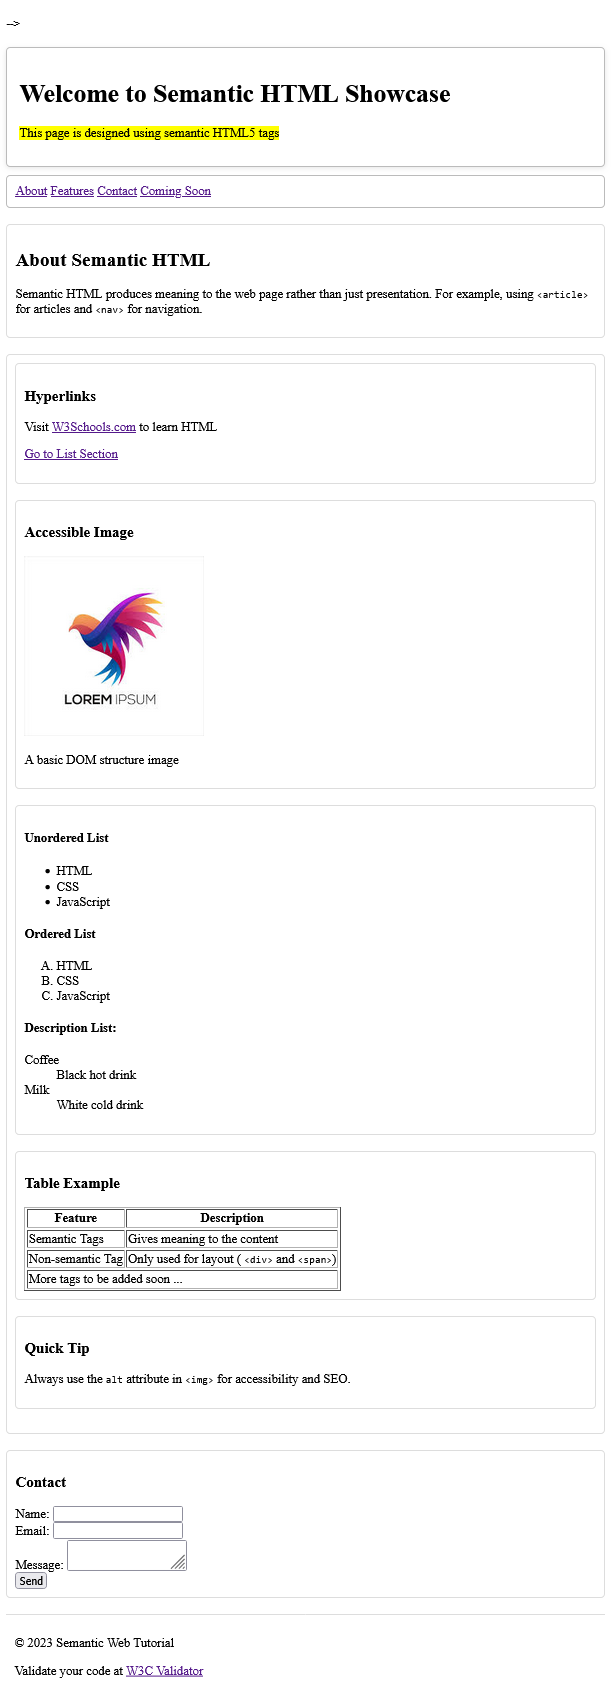 -->
Welcome to Semantic HTML Showcase
This page is designed using semantic HTML5 tags
About Features Contact Coming Soon
About Semantic HTML
Semantic HTML produces meaning to the web page rather than just presentation. For example, using <article>
for articles and <nav> for navigation.
Hyperlinks
Visit W3Schools.com to learn HTML
Go to List Section
Accessible Image
LOREM IPSUM
A basic DOM structure image
Unordered List
• HTML
• CSS
• JavaScript
Ordered List
A. HTML
B. CSS
C. JavaScript
Description List:
Coffee
Black hot drink
Milk
White cold drink
Table Example
Feature Description
Semantic Tags Gives meaning to the content
Non-semantic Tag Only used for layout ( <div> and <span>)
More tags to be added soon ...
Quick Tip
Always use the alt attribute in <img> for accessibility and SEO.
Contact
Name:
Email:
Message:
Send
© 2023 Semantic Web Tutorial
Validate your code at W3C Validator